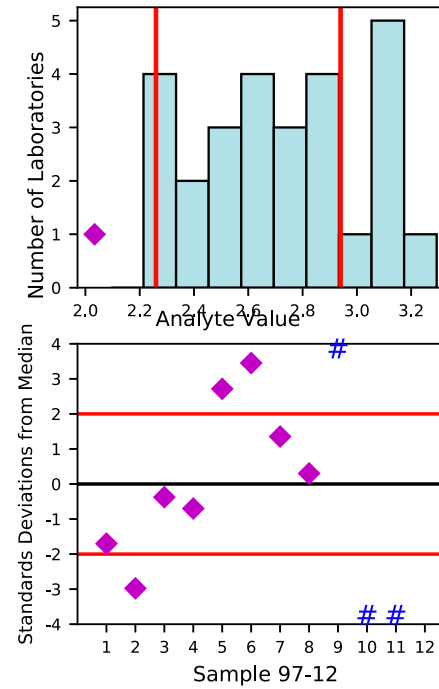 Number of Laboratories
5
4
3
2
1
0
2.0 2.2 2.4 2.6 2.8 3.0 3.2
Analyte Value
Standards Deviations from Median
4
3
2
1
0
-1
-2
-3
-4
#
# #
1 2 3 4 5 6 7 8 9 10 11 12
Sample 97-12